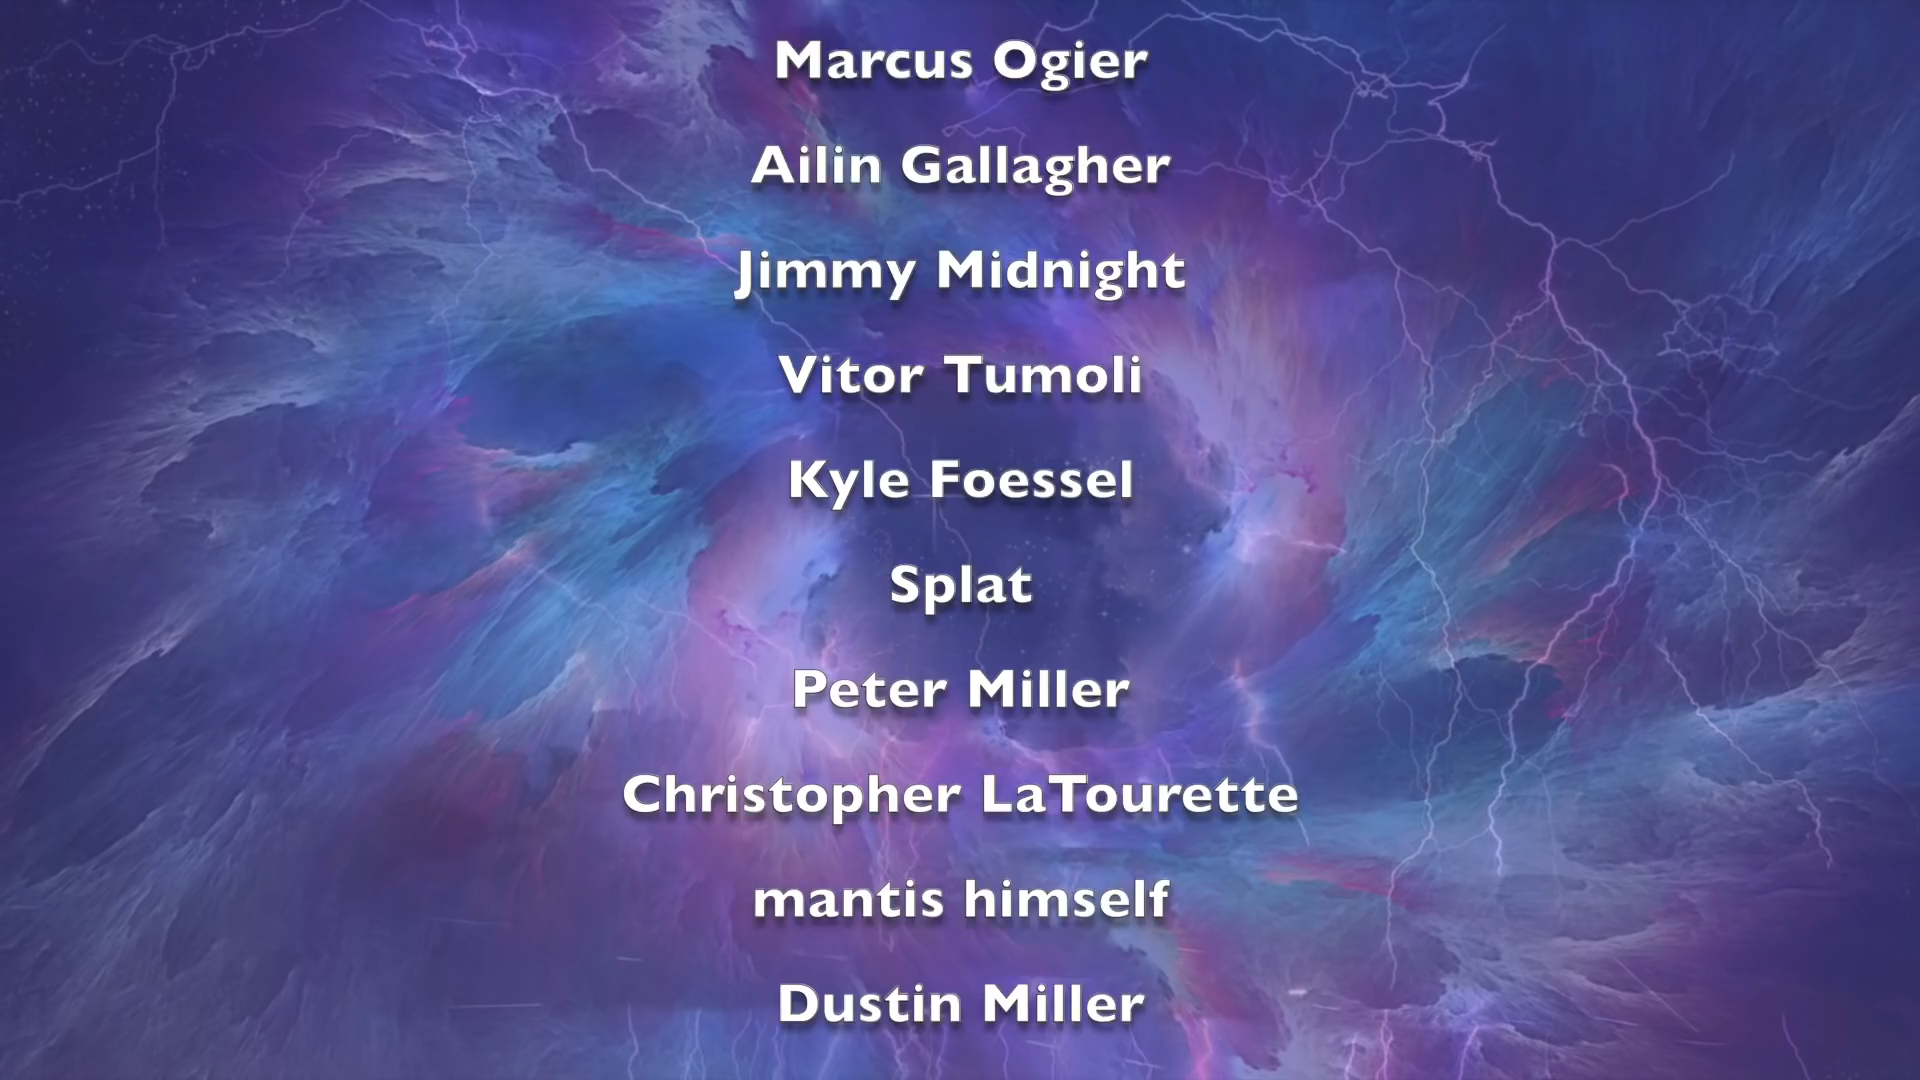 Marcus Ogier
Ailin Gallagher
Jimmy Midnight
Vitor Tumoli
Kyle Foessel
Splat
Peter Miller
Christopher LaTourette
mantis himself
Dustin Miller